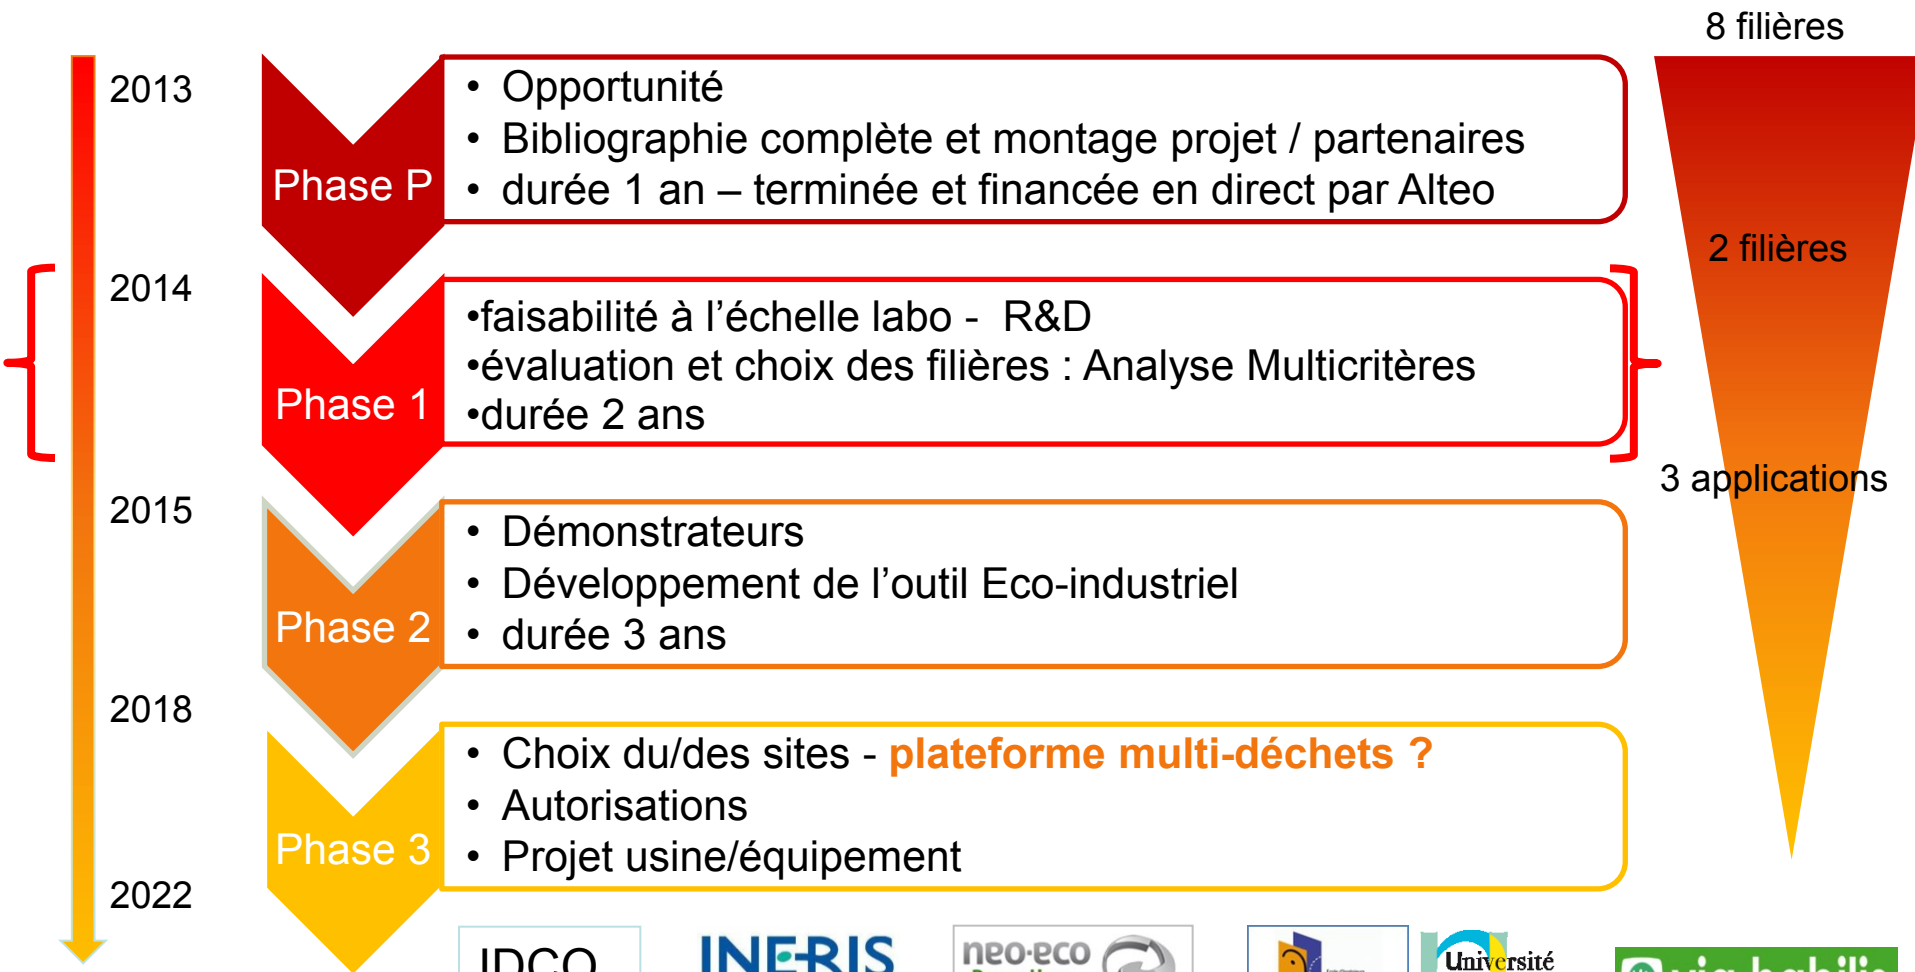 8 filières
2013
Phase P
• Opportunité
• Bibliographie complète et montage projet / partenaires
• durée 1 an – terminée et financée en direct par Alteo
2 filières
2014
Phase 1
•faisabilité à l’échelle labo - R&D
•évaluation et choix des filières : Analyse Multicritères
•durée 2 ans
3 applications
2015
Phase 2
• Démonstrateurs
• Développement de l’outil Eco-industriel
• durée 3 ans
2018
Phase 3
• Choix du/des sites - plateforme multi-déchets ?
• Autorisations
• Projet usine/équipement
2022
IDCO
INERIS
neo·eco
Université